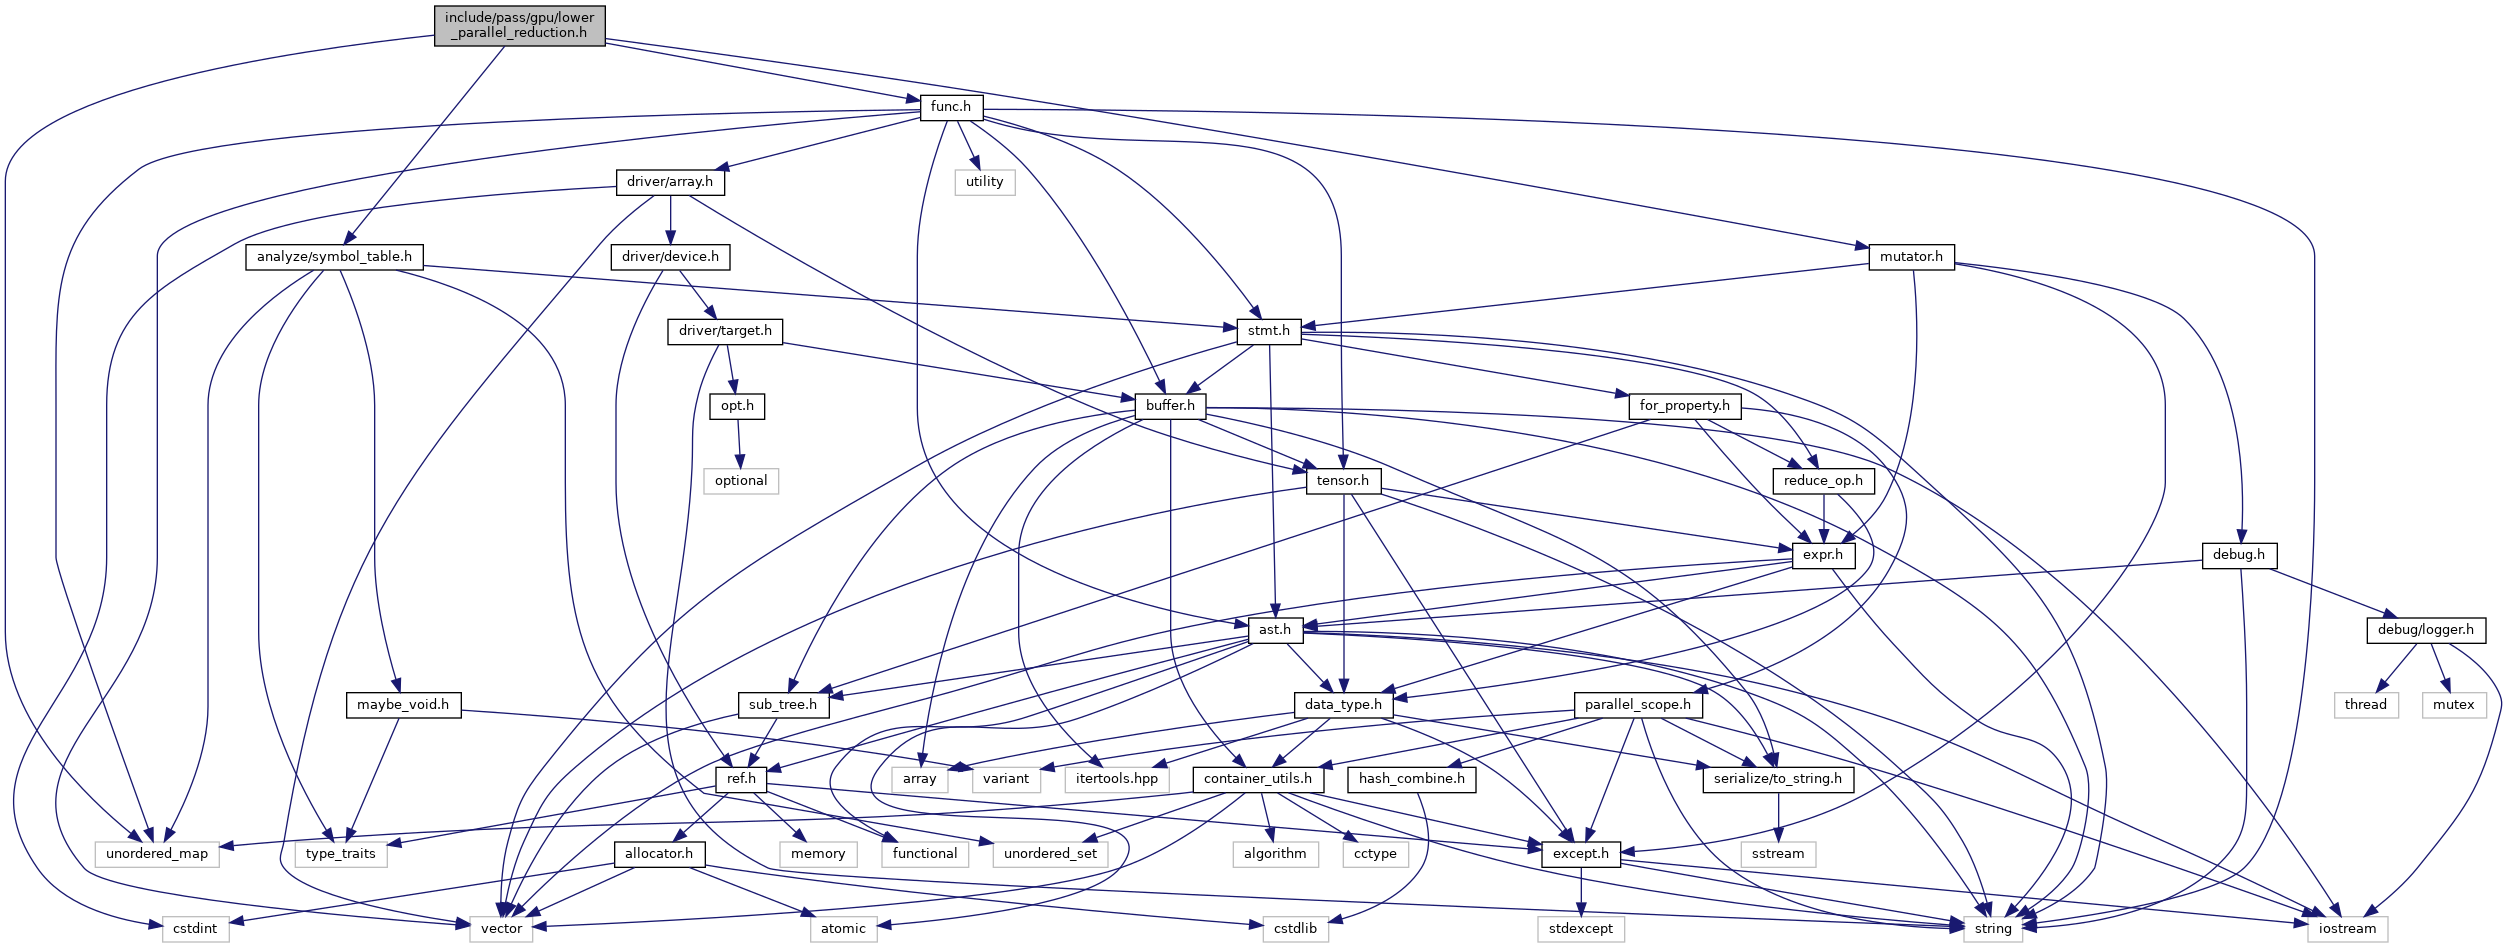 include/pass/gpu/lower
_parallel_reduction.h
func.h
driver/array.h
utility
analyze/symbol_table.h
driver/device.h
mutator.h
driver/target.h
stmt.h
opt.h
buffer.h
for_property.h
optional
tensor.h
reduce_op.h
expr.h
debug.h
ast.h
debug/logger.h
maybe_void.h
sub_tree.h
data_type.h
parallel_scope.h
thread
mutex
ref.h
array
variant
itertools.hpp
container_utils.h
hash_combine.h
serialize/to_string.h
unordered_map
type_traits
allocator.h
memory
functional
unordered_set
algorithm
cctype
except.h
sstream
cstdint
vector
atomic
cstdlib
stdexcept
string
iostream